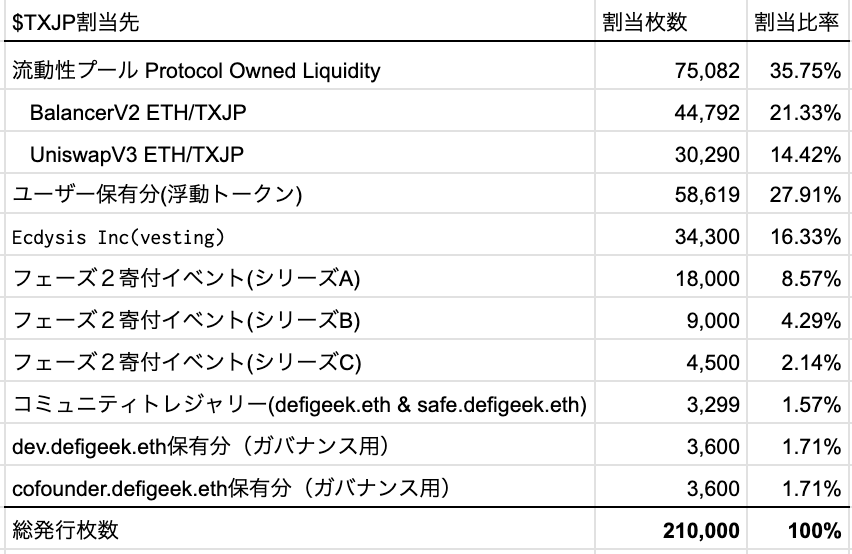 $TXJP割当先 割当枚数 割当比率
流動性プール Protocol Owned Liquidity 75,082 35.75%
BalancerV2 ETH/TXJP 44,792 21.33%
UniswapV3 ETH/TXJP 30,290 14.42%
ユーザー保有分(浮動トークン) 58,619 27.91%
Ecdysis Inc(vesting) 34,300 16.33%
フェーズ２寄付イベント(シリーズA) 18,000 8.57%
フェーズ２寄付イベント(シリーズB) 9,000 4.29%
フェーズ２寄付イベント(シリーズC) 4,500 2.14%
コミュニティトレジャリー(defigeek.eth & safe.defigeek.eth) 3,299 1.57%
dev.defigeek.eth保有分（ガバナンス用） 3,600 1.71%
cofounder.defigeek.eth保有分（ガバナンス用） 3,600 1.71%
総発行枚数 210,000 100%